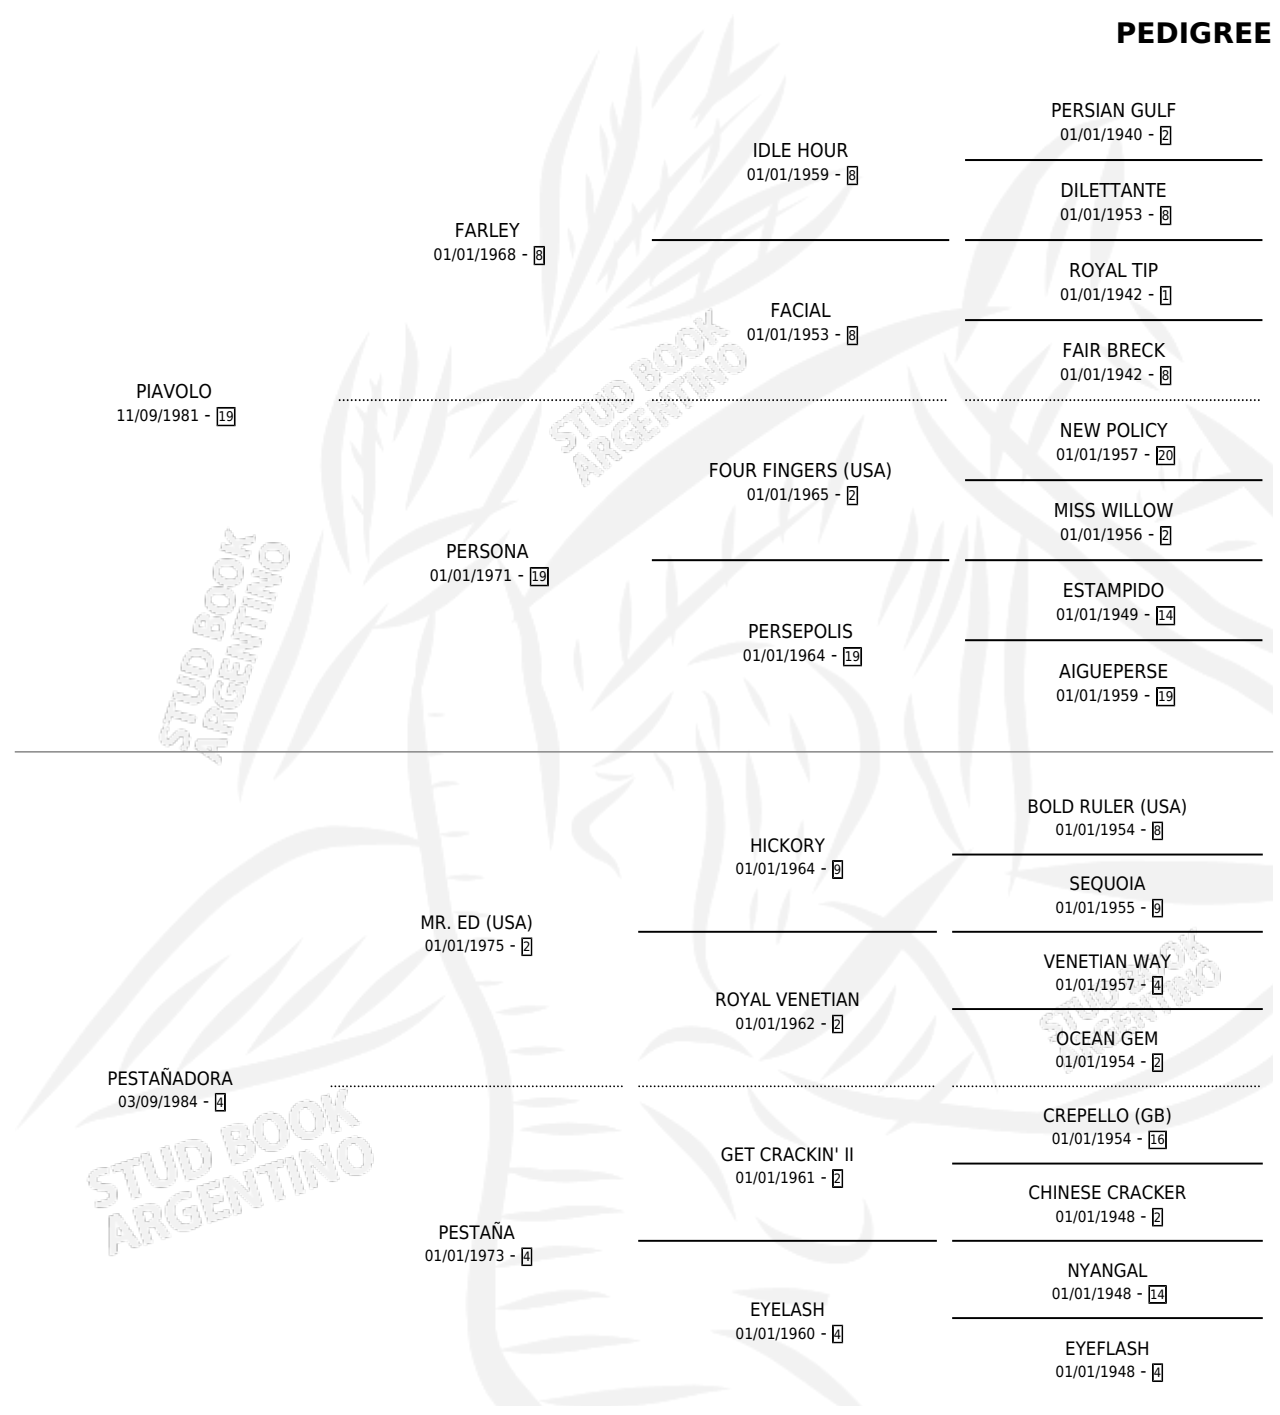 PEDIGREE
PERSIAN GULF
01/01/1940 - 2
IDLE HOUR
01/01/1959 - 8
DILETTANTE
01/01/1953 - 8
FARLEY
01/01/1968 - 8
ROYAL TIP
01/01/1942 - 1
FACIAL
01/01/1953 - 8
FAIR BRECK
01/01/1942 - 8
PIAVOLO
11/09/1981 - 19
STUD BOOK
ARGENTINO
NEW POLICY
01/01/1957 - 20
FOUR FINGERS (USA)
01/01/1965 - 2
MISS WILLOW
01/01/1956 - 2
PERSONA
01/01/1971 - 19
ESTAMPIDO
01/01/1949 - 14
PERSEPOLIS
01/01/1964 - 19
AIGUEPERSE
01/01/1959 - 19
STUD BOOK
ARGENTINO
BOLD RULER (USA)
01/01/1954 - 8
HICKORY
01/01/1964 - 9
SEQUOIA
01/01/1955 - 9
MR. ED (USA)
01/01/1975 - 2
VENETIAN WAY
01/01/1957 - 4
ROYAL VENETIAN
01/01/1962 - 2
STUD BOOK
ARGENTINO
OCEAN GEM
01/01/1954 - 2
PESTAÑADORA
03/09/1984 - 4
STUD BOOK
ARGENTINO
CREPELLO (GB)
01/01/1954 - 16
GET CRACKIN' II
01/01/1961 - 2
CHINESE CRACKER
01/01/1948 - 2
PESTAÑA
01/01/1973 - 4
NYANGAL
01/01/1948 - 14
EYELASH
01/01/1960 - 4
EYEFLASH
01/01/1948 - 4